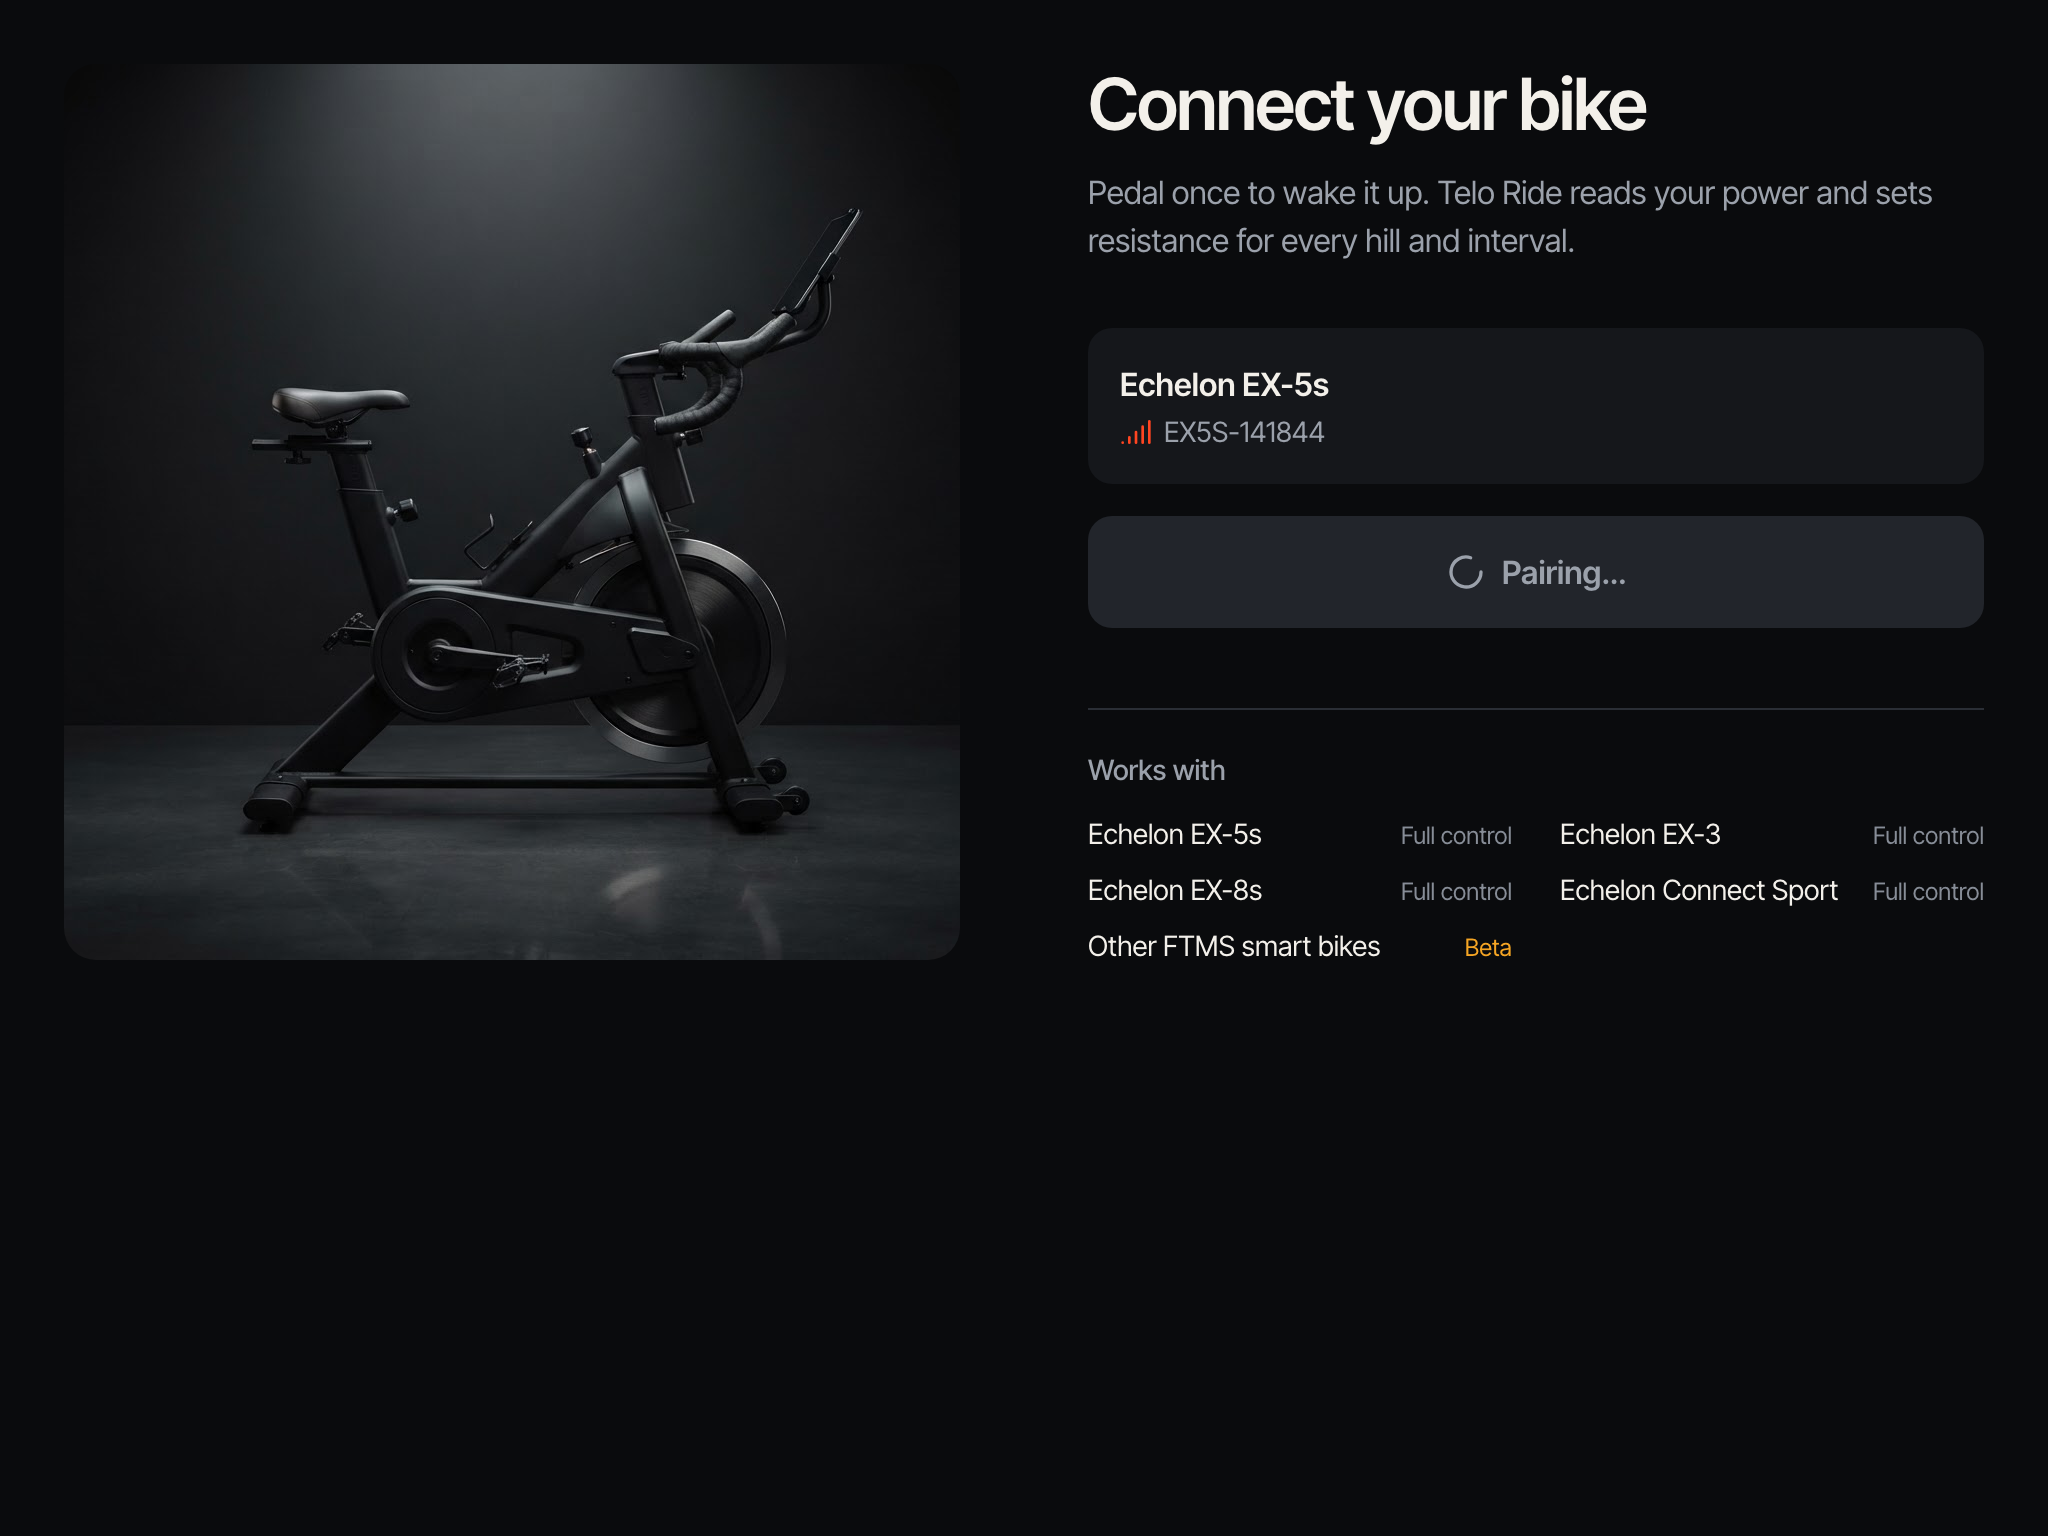 Connect your bike
Pedal once to wake it up. Telo Ride reads your power and sets
resistance for every hill and interval.
Echelon EX-5s
EX5S-141844
Pairing...
Works with
Echelon EX-5s Full control
Echelon EX-3 Full control
Echelon EX-8s Full control
Echelon Connect Sport Full control
Other FTMS smart bikes Beta